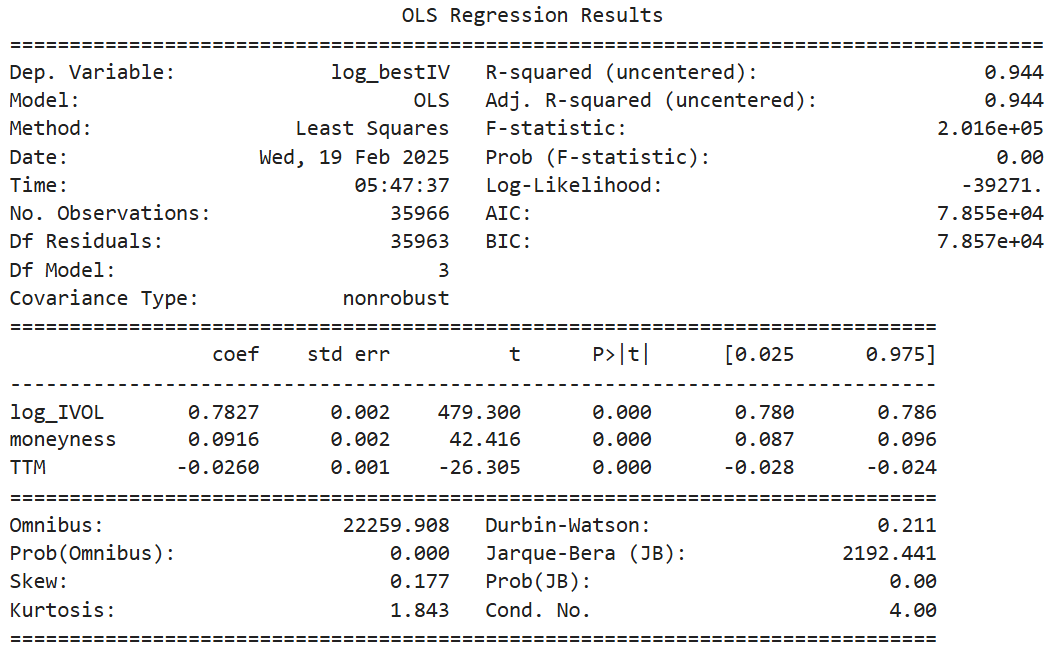 OLS Regression Results
=======================================================================================
Dep. Variable: log_bestIV R-squared (uncentered): 0.944
Model: OLS Adj. R-squared (uncentered): 0.944
Method: Least Squares F-statistic: 2.016e+05
Date: Wed, 19 Feb 2025 Prob (F-statistic): 0.00
Time: 05:47:37 Log-Likelihood: -39271.
No. Observations: 35966 AIC: 7.855e+04
Df Residuals: 35963 BIC: 7.857e+04
Df Model: 3
Covariance Type: nonrobust
==============================================================================
coef std err t P>|t| [0.025 0.975]
------------------------------------------------------------------------------
log_IVOL 0.7827 0.002 479.300 0.000 0.780 0.786
moneyness 0.0916 0.002 42.416 0.000 0.087 0.096
TTM -0.0260 0.001 -26.305 0.000 -0.028 -0.024
==============================================================================
Omnibus: 22259.908 Durbin-Watson: 0.211
Prob(Omnibus): 0.000 Jarque-Bera (JB): 2192.441
Skew: 0.177 Prob(JB): 0.00
Kurtosis: 1.843 Cond. No. 4.00
==============================================================================